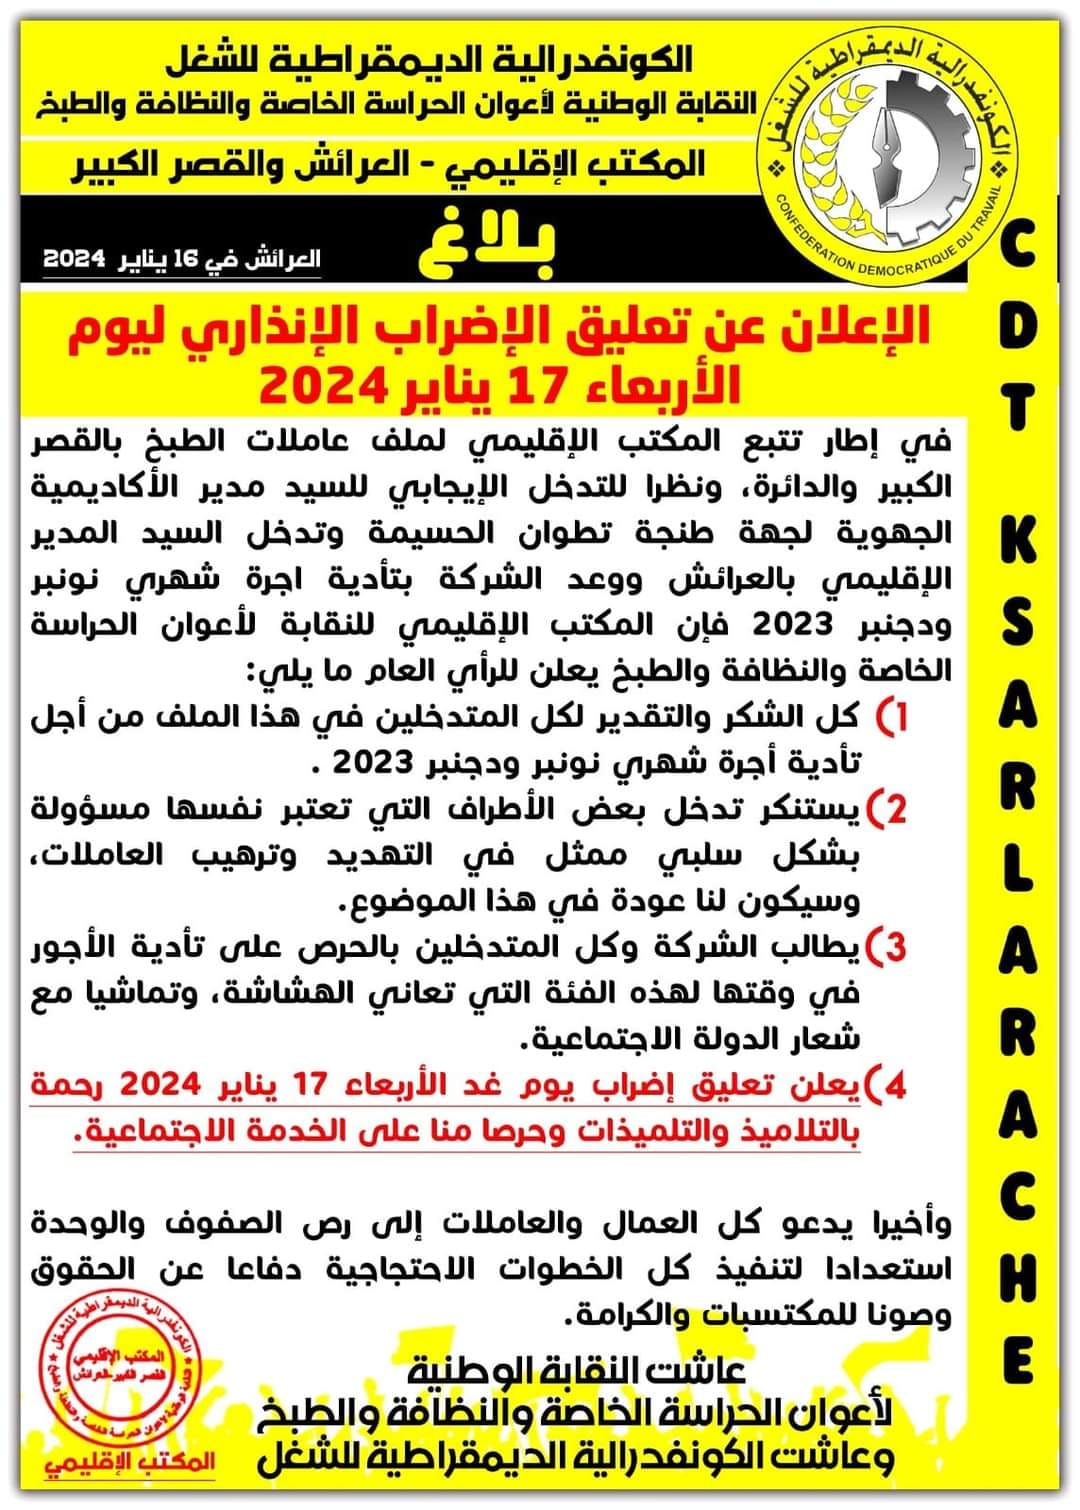 الكونفدرالية الديمقراطية للشغل
النقابة الوطنية لأعوان الحراسة الخاصة والنظافة والطبخ
المكتب الإقليمي - العرائش والقصر الكبير
الكونفدرالية الديمقراطية للشغل
CONFEDERATION DEMOCRATIQUE DU TRAVAIL
بلاغ
العرائش في 16 يناير 2024
الإعلان عن تعليق الإضراب الإنذاري ليوم
الأربعاء 17 يناير 2024
في إطار تتبع المكتب الإقليمي لملف عاملات الطبخ بالقصر
الكبير والدائرة، ونظرا للتدخل الإيجابي للسيد مدير الأكاديمية
الجهوية لجهة طنجة تطوان الحسيمة وتدخل السيد المدير
الإقليمي بالعرائش ووعد الشركة بتأدية اجرة شهري نونبر
ودجنبر 2023 فإن المكتب الإقليمي للنقابة لأعوان الحراسة
الخاصة والنظافة والطبخ يعلن للرأي العام ما يلي:
1) كل الشكر والتقدير لكل المتدخلين في هذا الملف من أجل
تأدية أجرة شهري نونبر ودجنبر 2023 .
2) يستنكر تدخل بعض الأطراف التي تعتبر نفسها مسؤولة
بشكل سلبي ممثل في التهديد وترهيب العاملات،
وسيكون لنا عودة في هذا الموضوع.
3) يطالب الشركة وكل المتدخلين بالحرص على تأدية الأجور
في وقتها لهذه الفئة التي تعاني الهشاشة، وتماشيا مع
شعار الدولة الاجتماعية.
4) يعلن تعليق إضراب يوم غد الأربعاء 17 يناير 2024 رحمة
بالتلاميذ والتلميذات وحرصا منا على الخدمة الاجتماعية.
وأخيرا يدعو كل العمال والعاملات إلى رص الصفوف والوحدة
استعدادا لتنفيذ كل الخطوات الاحتجاجية دفاعا عن الحقوق
وصونا للمكتسبات والكرامة.
عاشت النقابة الوطنية
لأعوان الحراسة الخاصة والنظافة والطبخ
وعاشت الكونفدرالية الديمقراطية للشغل
الكونفدرالية الديمقراطية للشغل
المكتب الإقليمي
القصر الكبير-العرائش
المكتب الإقليمي
CDT KSARLARACHE